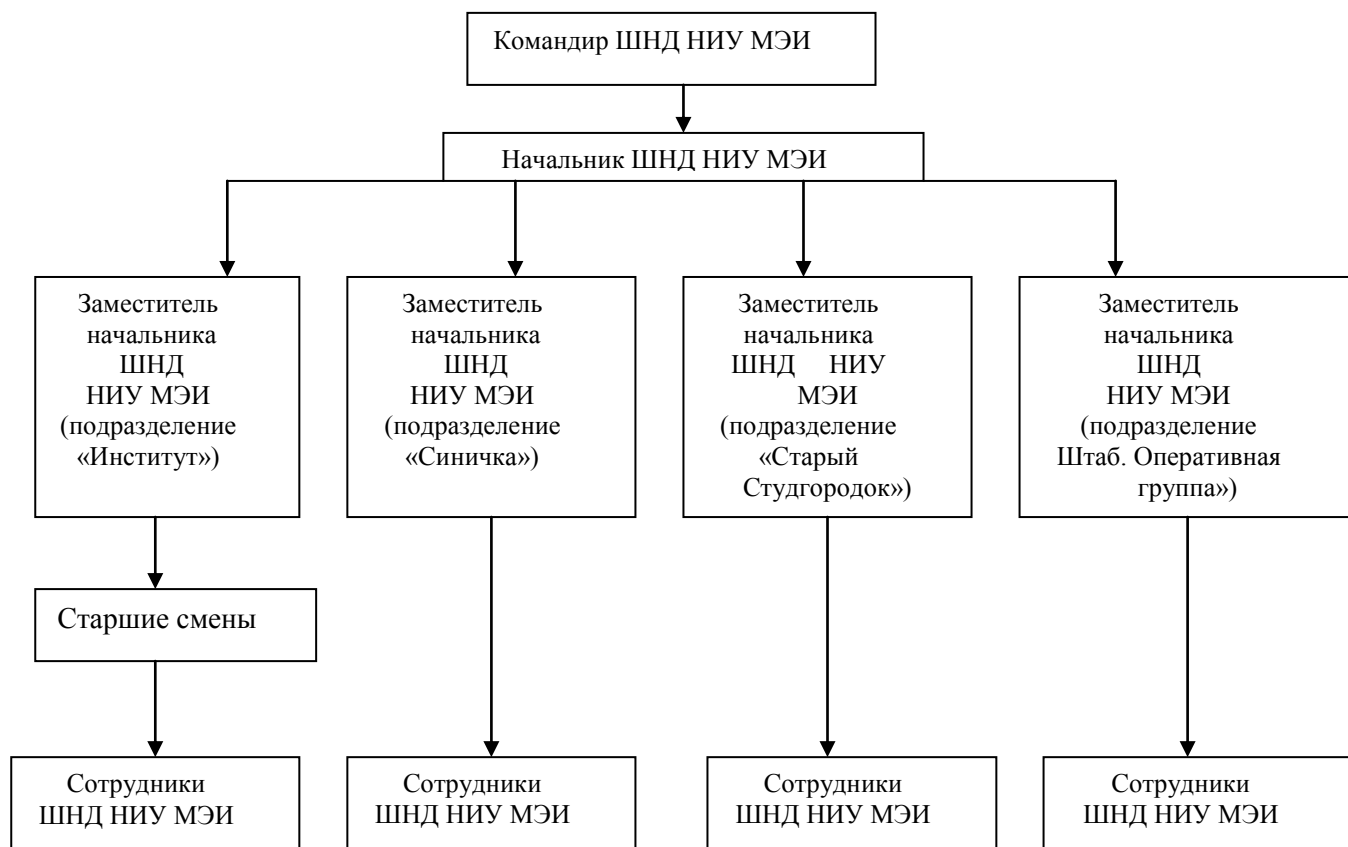 Командир ШНД НИУ МЭИ
Начальник ШНД НИУ МЭИ
Заместитель
начальника
ШНД
НИУ МЭИ
(подразделение
«Институт»)
Заместитель
начальника
ШНД
НИУ МЭИ
(подразделение
«Синичка»)
Заместитель
начальника
ШНД НИУ
МЭИ
(подразделение
«Старый
Студгородок»)
Заместитель
начальника
ШНД
НИУ МЭИ
(подразделение
Штаб. Оперативная
группа»)
Старшие смены
Сотрудники
ШНД НИУ МЭИ
Сотрудники
ШНД НИУ МЭИ
Сотрудники
ШНД НИУ МЭИ
Сотрудники
ШНД НИУ МЭИ